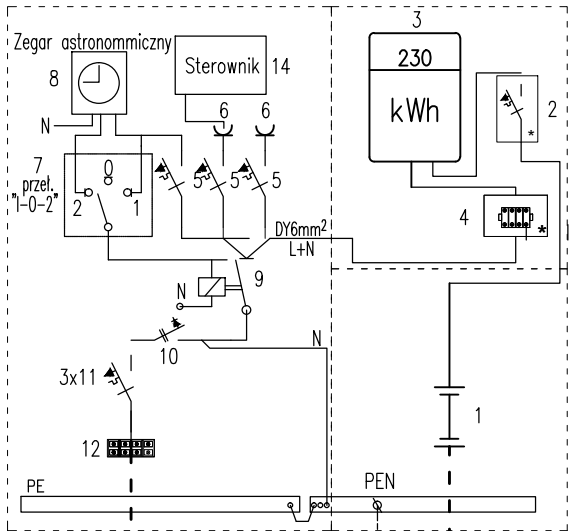 Zegar astronommiczny
8
N
Sterownik
14
6
6
3
230
kWh
2
*
7
przeł.
"I-0-2"
0
2
1
5
5
5
4
*
DY6mm²
L+N
9
N
10
N
3x11
1
12
PE
PEN